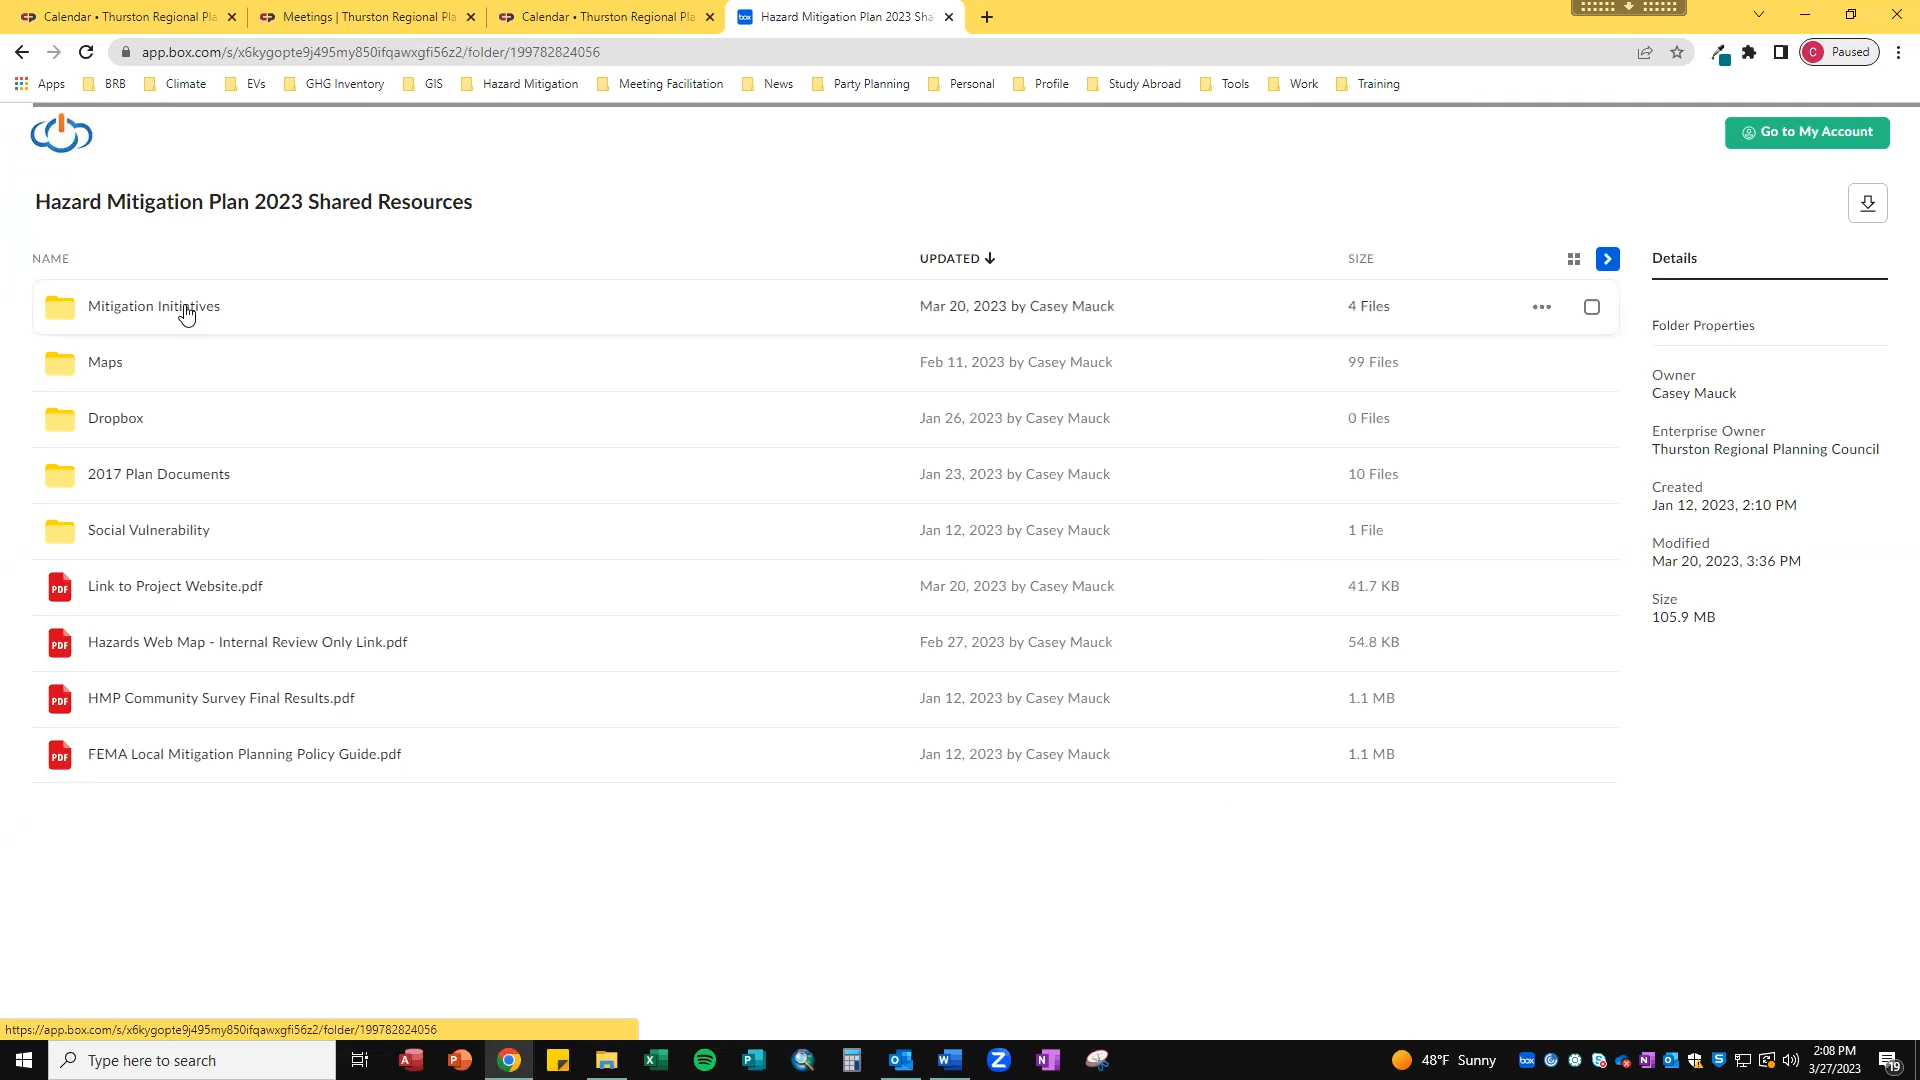 Calendar • Thurston Regional Pla
Meetings | Thurston Regional Pla
Calendar • Thurston Regional Pla
box Hazard Mitigation Plan 2023 Sha
app.box.com/s/x6kygopte9j495my850ifqawxgfi56z2/folder/199782824056
C Paused
Apps BRB Climate EVs GHG Inventory GIS Hazard Mitigation Meeting Facilitation News Party Planning Personal Profile Study Abroad Tools Work Training
Go to My Account
Hazard Mitigation Plan 2023 Shared Resources
NAME UPDATED SIZE
Mitigation Initiatives Mar 20, 2023 by Casey Mauck 4 Files
Maps Feb 11, 2023 by Casey Mauck 99 Files
Dropbox Jan 26, 2023 by Casey Mauck 0 Files
2017 Plan Documents Jan 23, 2023 by Casey Mauck 10 Files
Social Vulnerability Jan 12, 2023 by Casey Mauck 1 File
PDF Link to Project Website.pdf Mar 20, 2023 by Casey Mauck 41.7 KB
PDF Hazards Web Map - Internal Review Only Link.pdf Feb 27, 2023 by Casey Mauck 54.8 KB
PDF HMP Community Survey Final Results.pdf Jan 12, 2023 by Casey Mauck 1.1 MB
PDF FEMA Local Mitigation Planning Policy Guide.pdf Jan 12, 2023 by Casey Mauck 1.1 MB
Details
Folder Properties
Owner
Casey Mauck
Enterprise Owner
Thurston Regional Planning Council
Created
Jan 12, 2023, 2:10 PM
Modified
Mar 20, 2023, 3:36 PM
Size
105.9 MB
https://app.box.com/s/x6kygopte9j495my850ifqawxgfi56z2/folder/199782824056
Type here to search
48°F Sunny
2:08 PM
3/27/2023
19